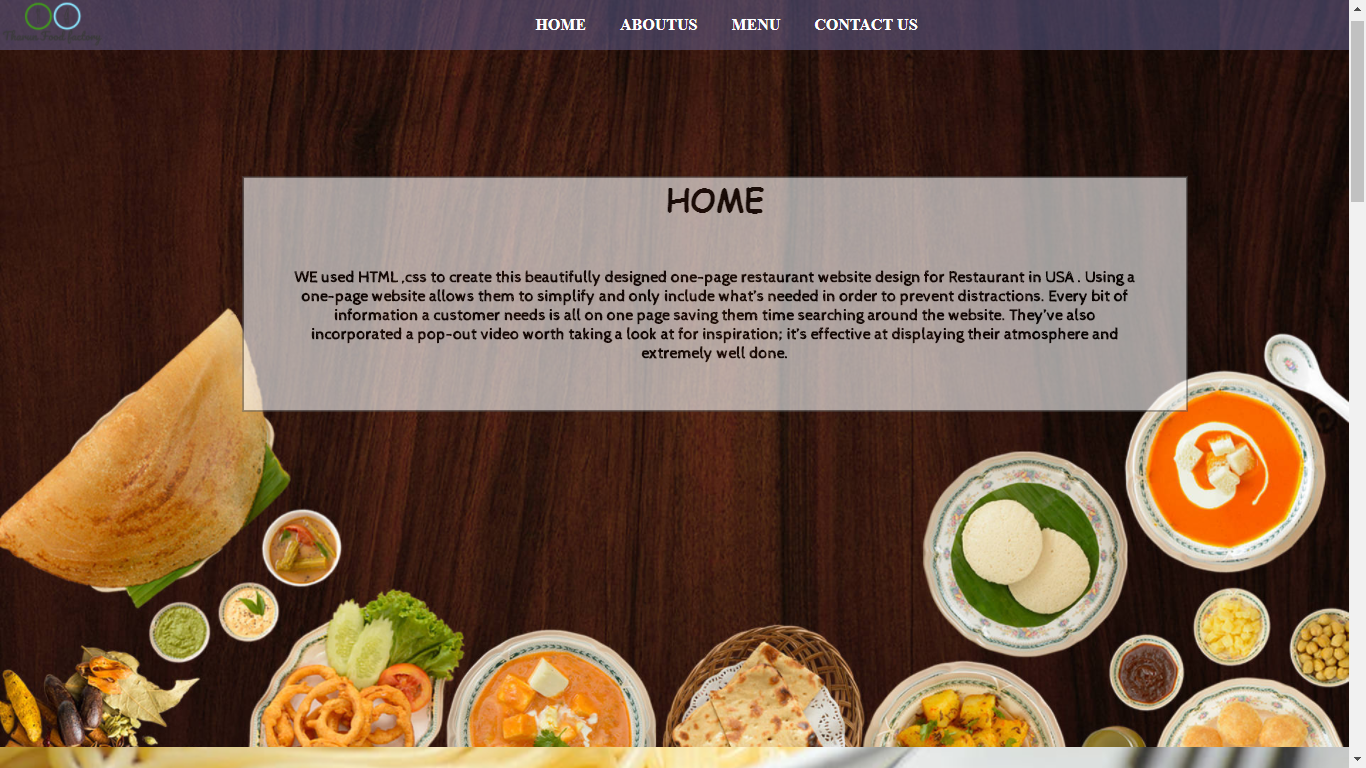 HOME ABOUTUS MENU CONTACT US
HOME
WE used HTML ,css to create this beautifully designed one-page restaurant website design for Restaurant in USA . Using a
one-page website allows them to simplify and only include what's needed in order to prevent distractions. Every bit of
information a customer needs is all on one page saving them time searching around the website. They've also
incorporated a pop-out video worth taking a look at for inspiration; it's effective at displaying their atmosphere and
extremely well done.